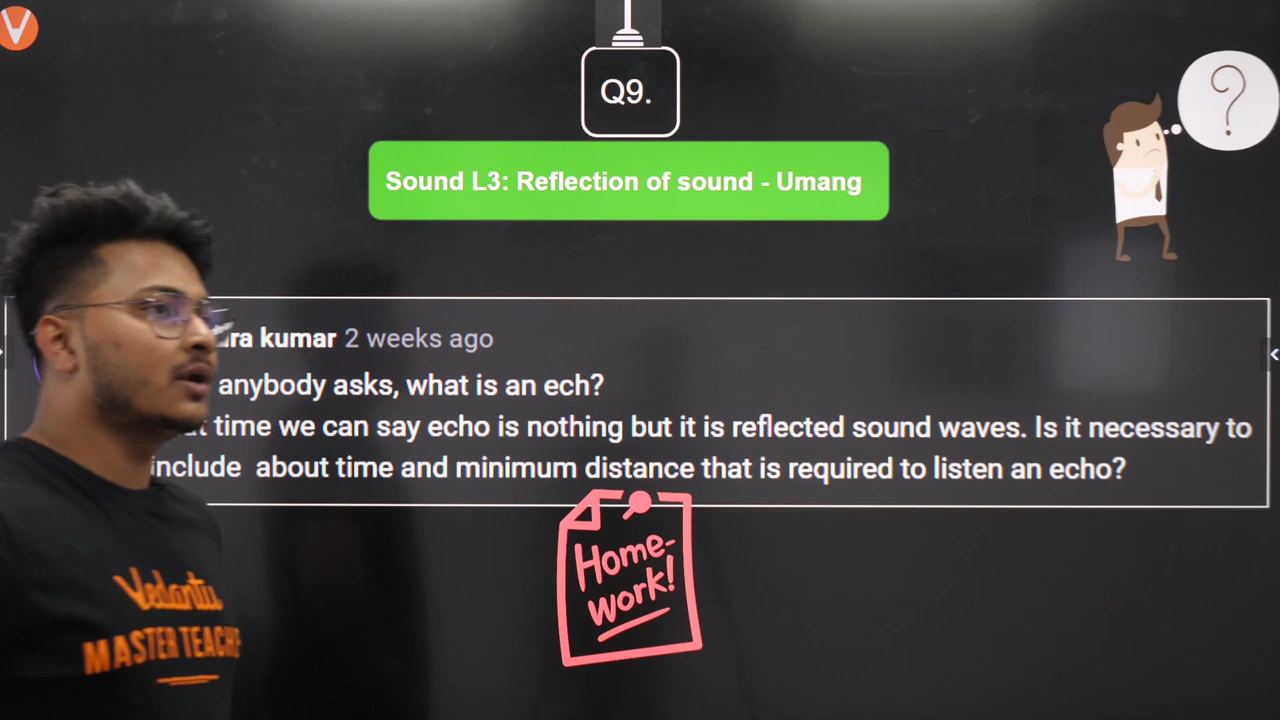 V
Q9.
Sound L3: Reflection of sound - Umang
?
kumar 2 weeks ago
anybody asks, what is an ech?
time we can say echo is nothing but it is reflected sound waves. Is it necessary to
include about time and minimum distance that is required to listen an echo?
Home-
work!
Vedantu
MASTER TEACHE